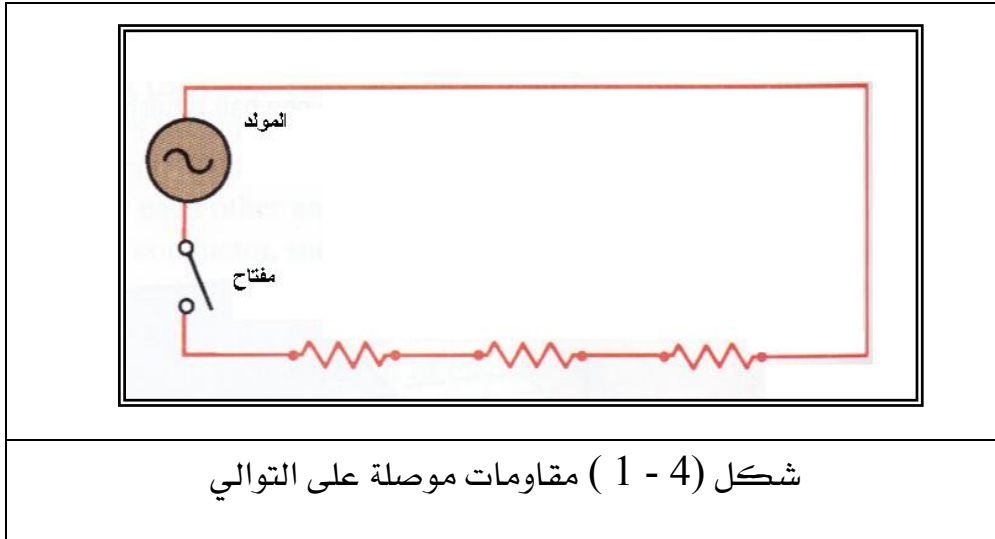 المولد
مفتاح
شكل (4 - 1 ) مقاومات موصلة على التوالي